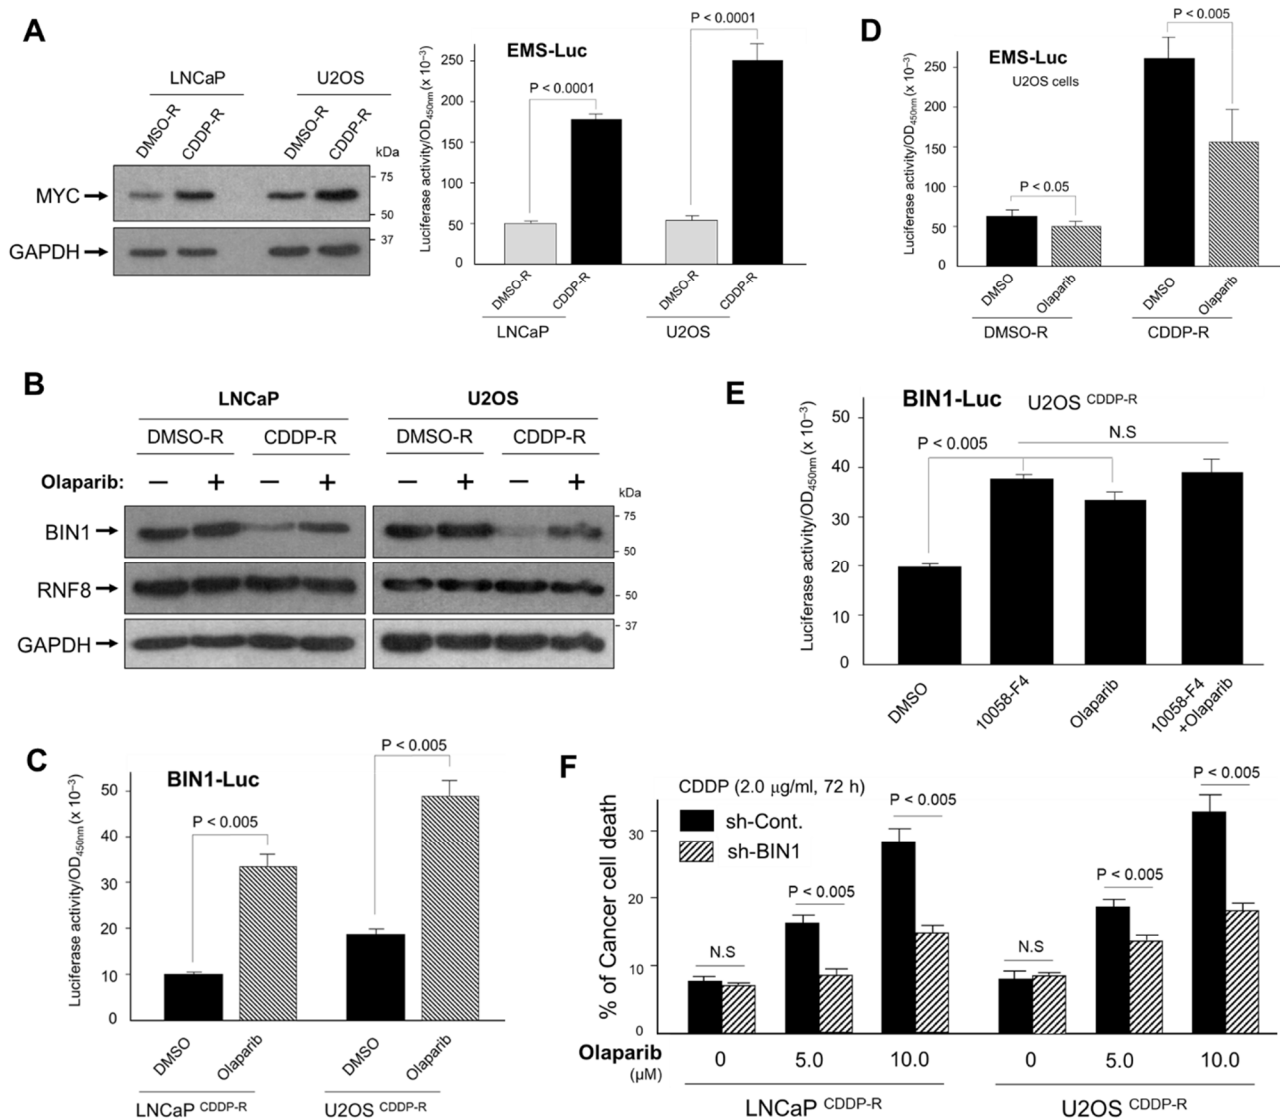 A
LNCaP
U2OS
DMSO-R
CDDP-R
DMSO-R
CDDP-R
kDa
MYC
75
50
GAPDH
37
EMS-Luc
Luciferase activity/OD450nm (x 10–3)
250
200
150
100
50
0
P < 0.0001
P < 0.0001
DMSO-R
CDDP-R
DMSO-R
CDDP-R
LNCaP
U2OS
D
EMS-Luc
U2OS cells
Luciferase activity/OD450nm (x 10–3)
250
200
150
100
50
0
P < 0.05
P < 0.005
DMSO
Olaparib
DMSO
Olaparib
DMSO-R
CDDP-R
B
LNCaP
U2OS
DMSO-R
CDDP-R
DMSO-R
CDDP-R
Olaparib:
— + — +
— + — +
kDa
BIN1
75
50
RNF8
50
GAPDH
37
E
BIN1-Luc
U2OS CDDP-R
Luciferase activity/OD450nm (x 10–3)
50
40
30
20
10
0
P < 0.005
N.S
DMSO
10058-F4
Olaparib
10058-F4
+Olaparib
C
BIN1-Luc
Luciferase activity/OD450nm (x 10–3)
50
40
30
20
10
0
P < 0.005
P < 0.005
DMSO
Olaparib
DMSO
Olaparib
LNCaP CDDP-R
U2OS CDDP-R
F
CDDP (2.0 μg/ml, 72 h)
sh-Cont.
sh-BIN1
% of Cancer cell death
30
20
10
0
N.S
P < 0.005
P < 0.005
N.S
P < 0.005
P < 0.005
Olaparib
(μM)
0 5.0 10.0
0 5.0 10.0
LNCaP CDDP-R
U2OS CDDP-R